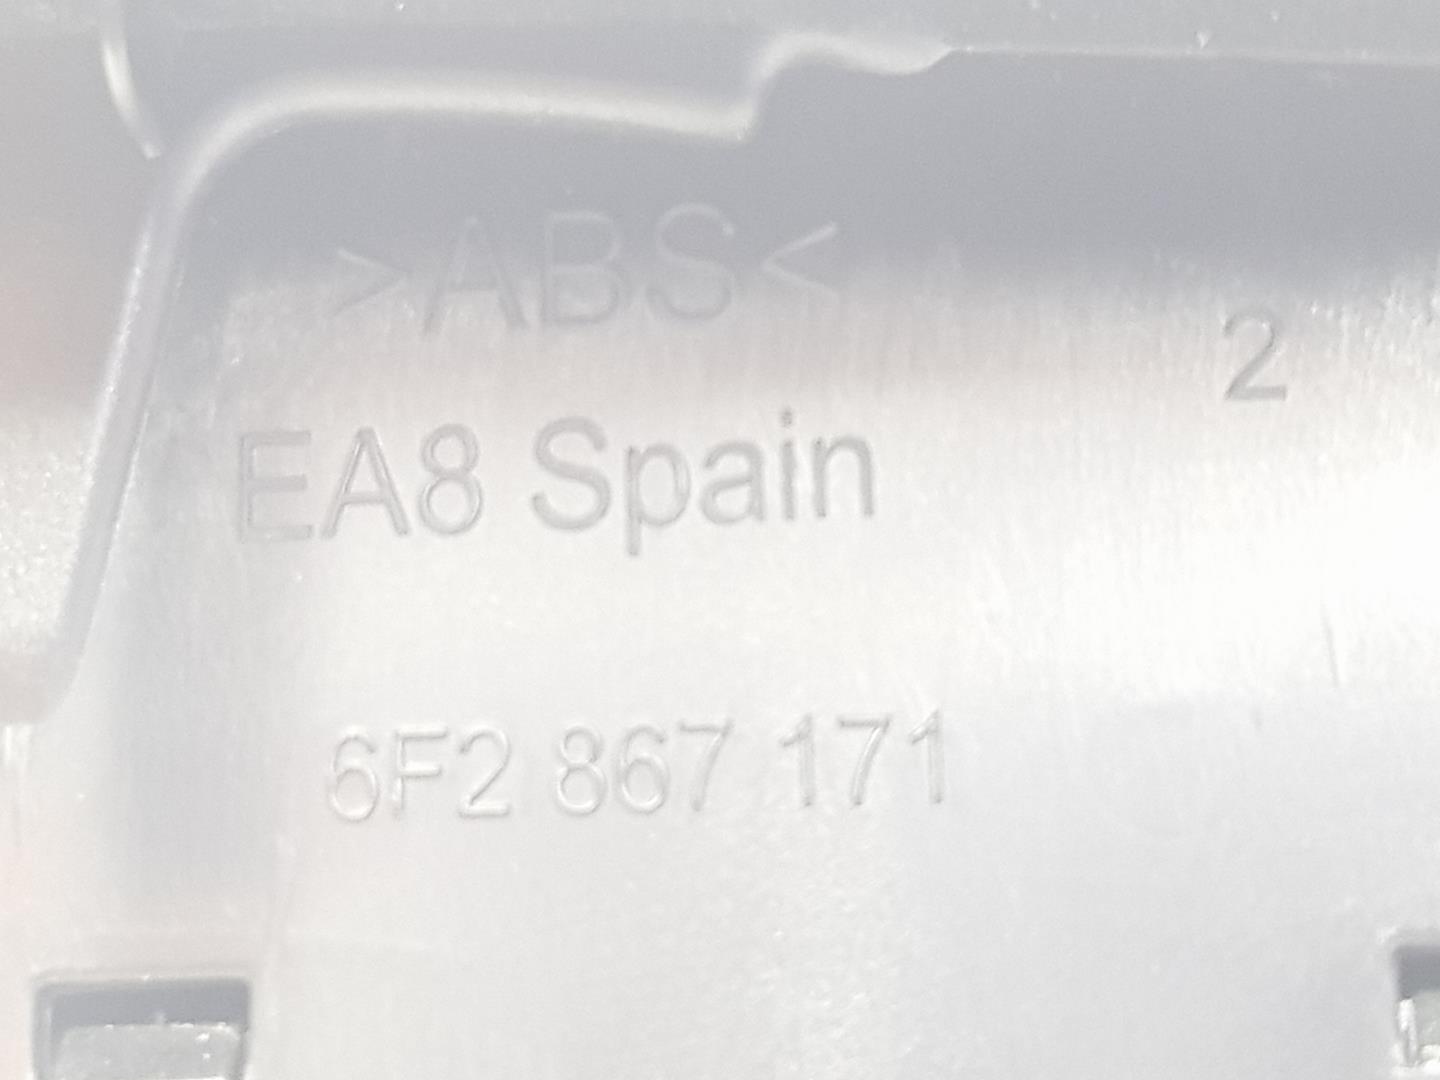 >ABS<
2
EA8 Spain
6F2 867 171